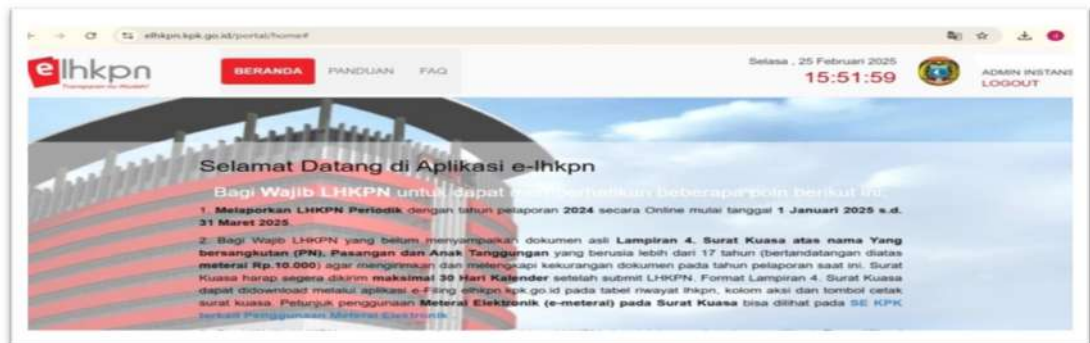 elhkpn.kpk.go.id/portal/home#
elhkpn
BERANDA PANDUAN FAQ
Selasa , 25 Februari 2025
15:51:59
ADMIN INSTANS
LOGOUT
Selamat Datang di Aplikasi e-lhkpn
Bagi Wajib LHKPN untuk dapat memperhatikan beberapa poin berikut ini
1. Melaporkan LHKPN Periodik dengan tahun pelaporan 2024 secara Online mulai tanggal 1 Januari 2025 s.d.
31 Maret 2025.
2. Bagi Wajib LHKPN yang belum menyampaikan dokumen asli Lampiran 4. Surat Kuasa atas nama Yang
bersangkutan (PN), Pasangan dan Anak Tanggungan yang berusia lebih dari 17 tahun (bertandatangan diatas
meterai Rp.10.000) agar mengirimkan dan melengkapi kekurangan dokumen pada tahun pelaporan saat ini. Surat
Kuasa harap segera dikirim maksimal 30 Hari Kalender setelah submit LHKPN. Format Lampiran 4. Surat Kuasa
dapat didownload melalui aplikasi e-Filing elhkpn.kpk.go.id pada tabel riwayat lhkpn, kolom aksi dan tombol cetak
surat kuasa. Petunjuk penggunaan Meterai Elektronik (e-meterai) pada Surat Kuasa bisa dilihat pada SE KPK
terkait Penggunaan Meterai Elektronik